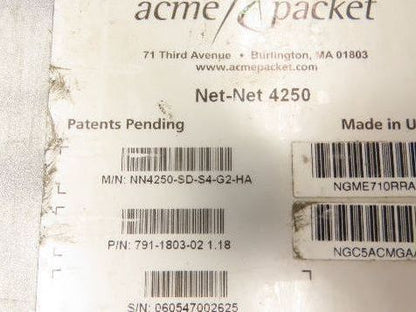 acme packet
71 Third Avenue • Burlington, MA 01803
www.acmepacket.com
Net-Net 4250
Patents Pending
Made in U
M/N: NN4250-SD-S4-G2-HA
NGME710RRA
P/N: 791-1803-02 1.18
NGC5ACMGA
S/N: 060547002625